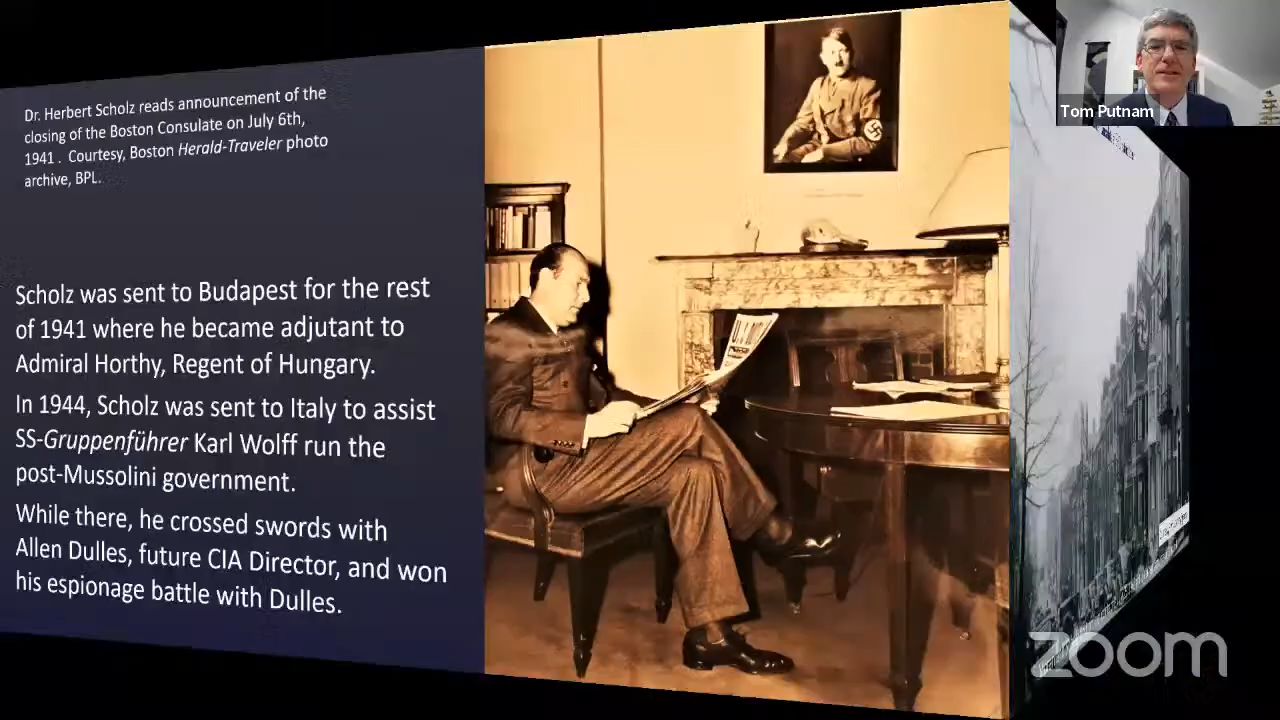 Dr. Herbert Scholz reads announcement of the
closing of the Boston Consulate on July 6th,
1941 . Courtesy, Boston Herald-Traveler photo
archive, BPL.
Scholz was sent to Budapest for the rest
of 1941 where he became adjutant to
Admiral Horthy, Regent of Hungary.
In 1944, Scholz was sent to Italy to assist
SS-Gruppenführer Karl Wolff run the
post-Mussolini government.
While there, he crossed swords with
Allen Dulles, future CIA Director, and won
his espionage battle with Dulles.
Tom Putnam
zoom